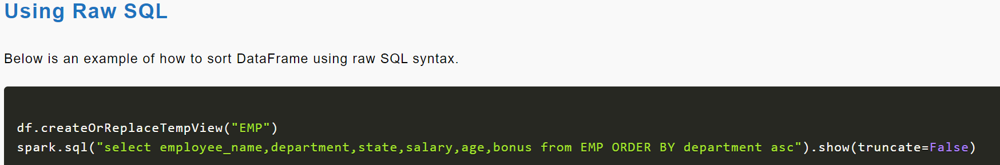 Using Raw SQL
Below is an example of how to sort DataFrame using raw SQL syntax.
df.createOrReplaceTempView("EMP")
spark.sql("select employee_name,department,state,salary,age,bonus from EMP ORDER BY department asc").show(truncate=False)